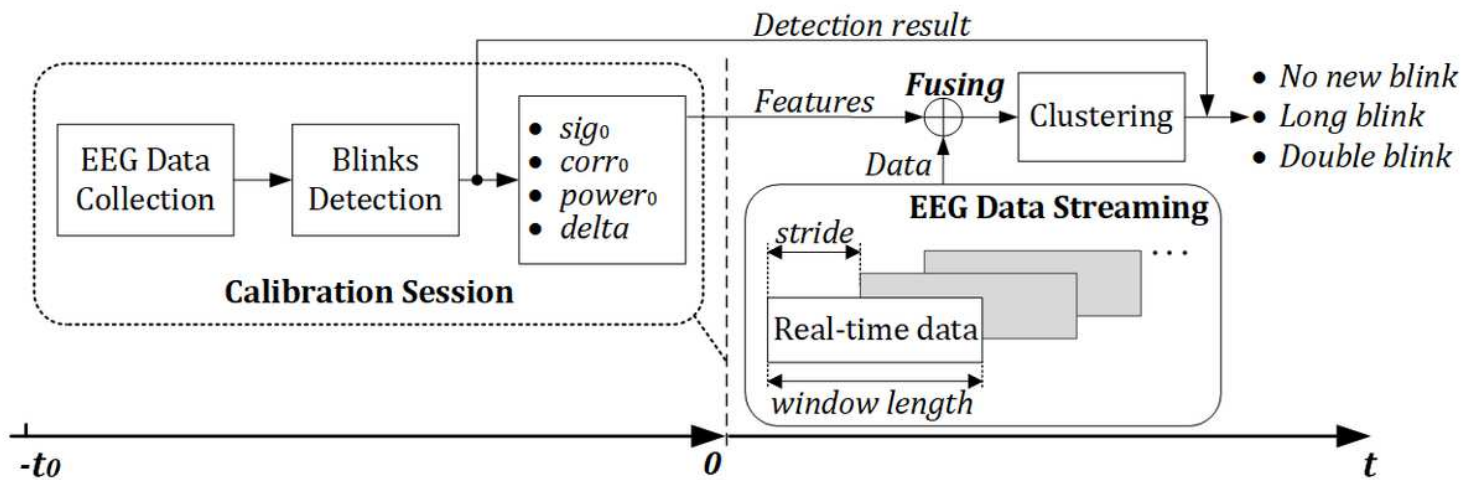 Detection result
EEG Data
Collection
Blinks
Detection
● sig₀
● corr₀
● power₀
● delta
Calibration Session
Features
Fusing
Clustering
● No new blink
● Long blink
● Double blink
Data
EEG Data Streaming
stride
...
Real-time data
window length
-t₀
0
t